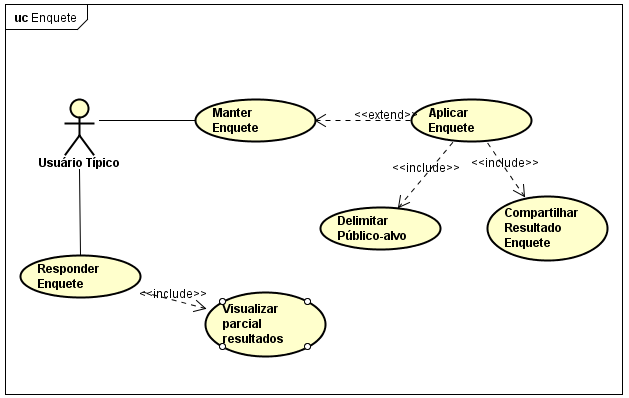 uc Enquete
Manter
Enquete
<<extend>>
Aplicar
Enquete
Usuário Típico
<<include>>
<<include>>
Delimitar
Público-alvo
Compartilhar
Resultado
Enquete
Responder
Enquete
<<include>>
Visualizar
parcial
resultados